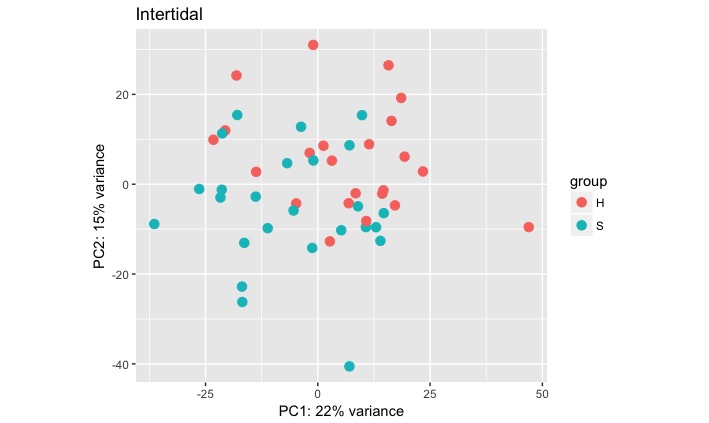 Intertidal
20
0
-20
-40
PC2: 15% variance
-25
0
25
50
PC1: 22% variance
group
H
S